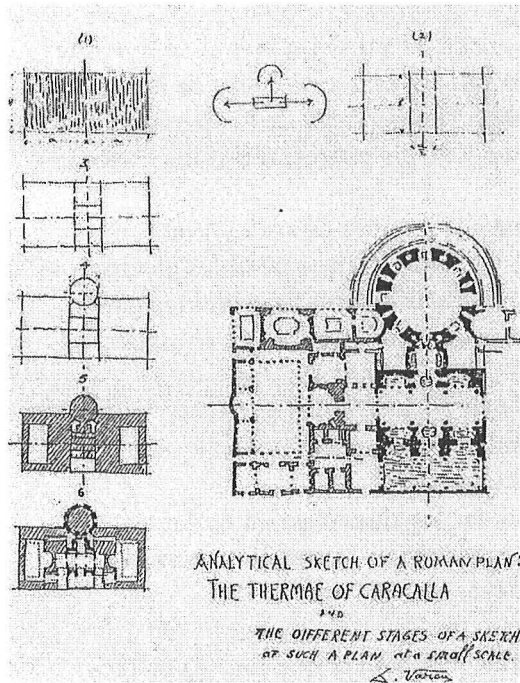 (1)
(2)
3
4
5
6
ANALYTICAL SKETCH OF A ROMAN PLAN:
THE THERMAE OF CARACALLA
AND
THE DIFFERENT STAGES OF A SKETCH
OF SUCH A PLAN at a small SCALE.